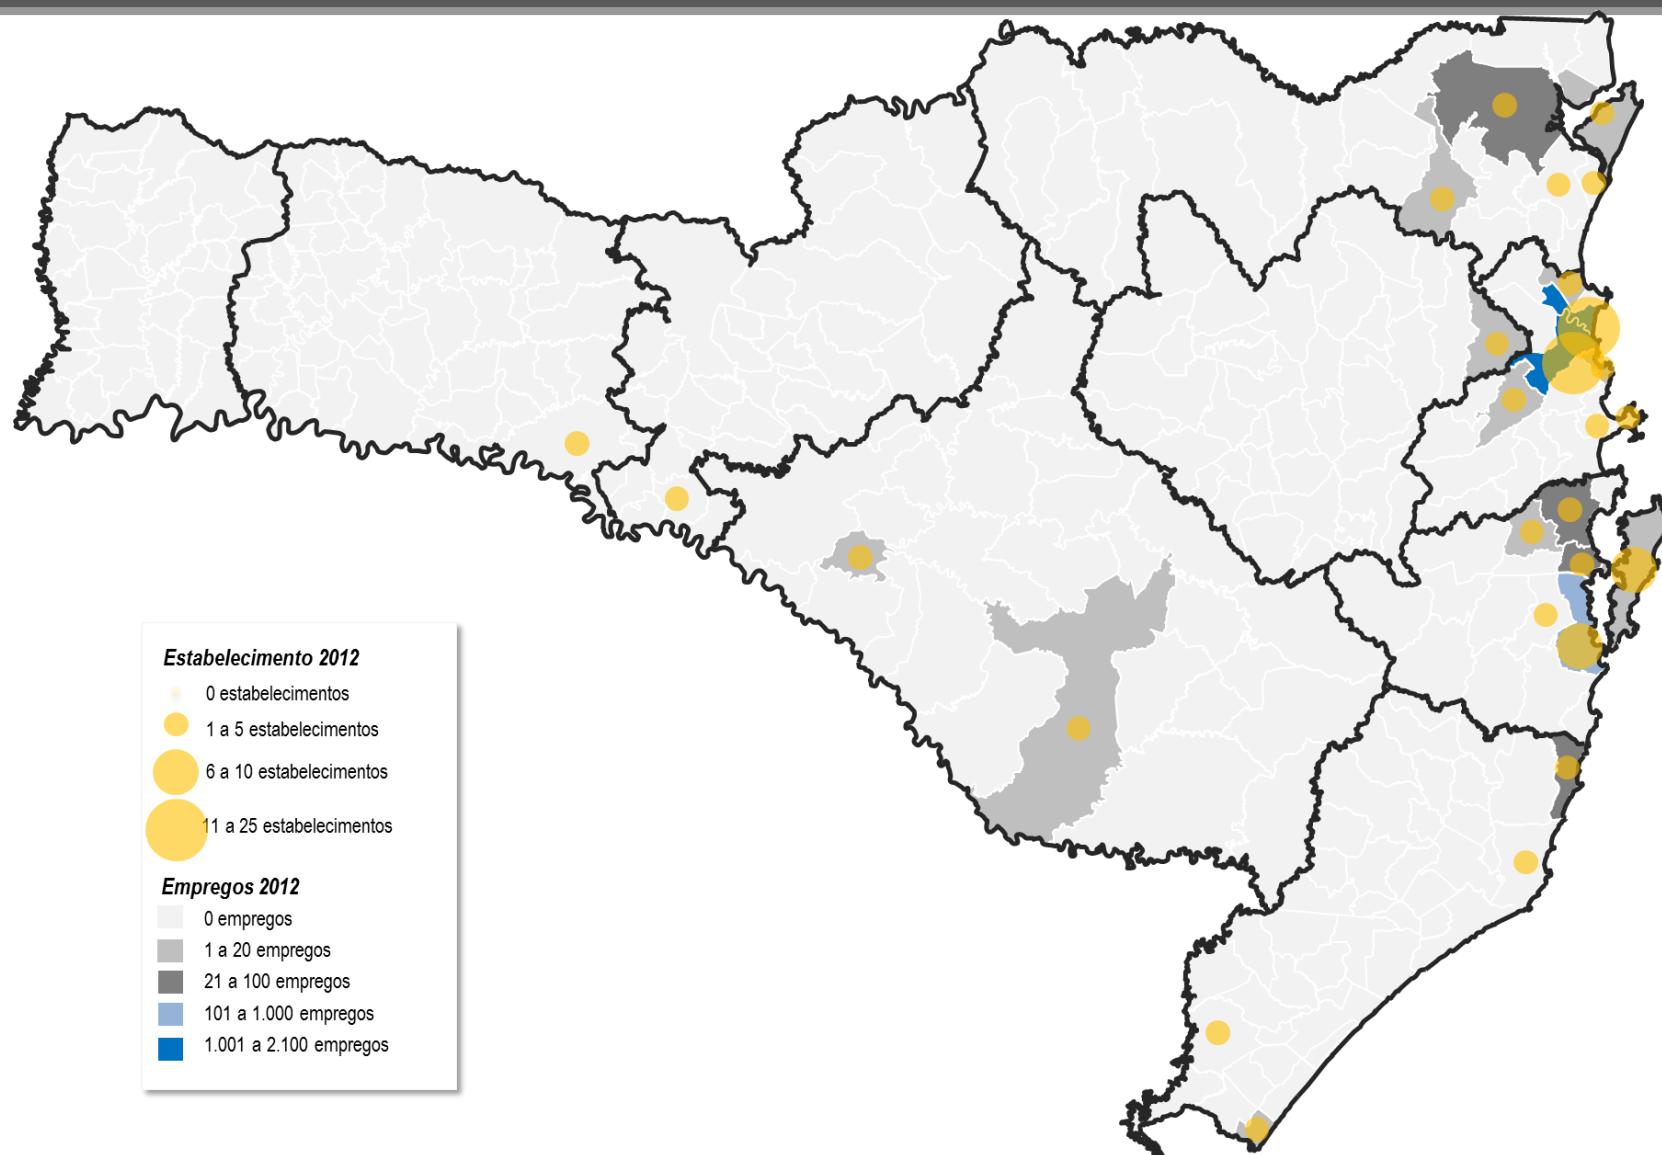 Estabelecimento 2012
0 estabelecimentos
1 a 5 estabelecimentos
6 a 10 estabelecimentos
11 a 25 estabelecimentos
Empregos 2012
0 empregos
1 a 20 empregos
21 a 100 empregos
101 a 1.000 empregos
1.001 a 2.100 empregos